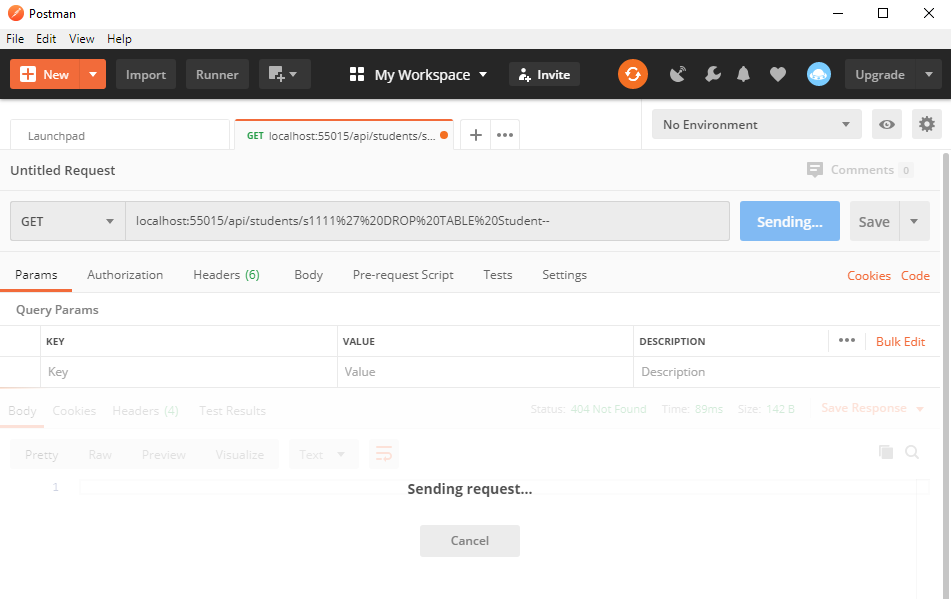 Postman
File Edit View Help
New Import Runner My Workspace Invite Upgrade
Launchpad GET localhost:55015/api/students/s... + ••• No Environment
Untitled Request Comments 0
GET localhost:55015/api/students/s1111%27%20DROP%20TABLE%20Student-- Sending... Save
Params Authorization Headers (6) Body Pre-request Script Tests Settings Cookies Code
Query Params
KEY VALUE DESCRIPTION ••• Bulk Edit
Key Value Description
Body Cookies Headers (4) Test Results Status: 404 Not Found Time: 89ms Size: 142 B Save Response
Pretty Raw Preview Visualize Text
1
Sending request...
Cancel